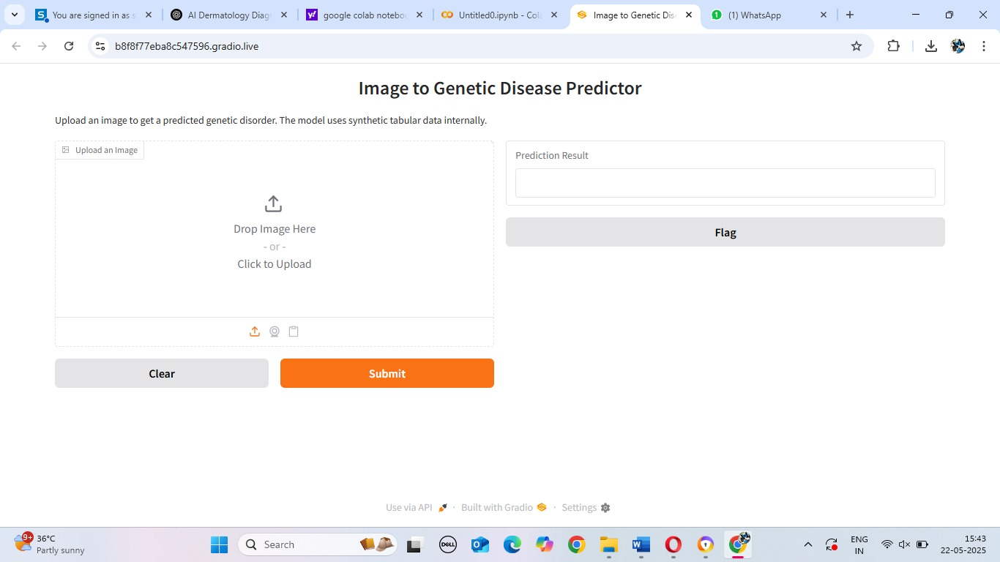 You are signed in as s
AI Dermatology Diag
google colab notebo
Untitled0.ipynb - Col
Image to Genetic Dis
(1) WhatsApp
b8f8f77eba8c547596.gradio.live
Image to Genetic Disease Predictor
Upload an image to get a predicted genetic disorder. The model uses synthetic tabular data internally.
Upload an Image
Drop Image Here
- or -
Click to Upload
Clear
Submit
Prediction Result
Flag
Use via API · Built with Gradio · Settings
9+
36°C
Partly sunny
Search
DELL
ENG
IN
15:43
22-05-2025